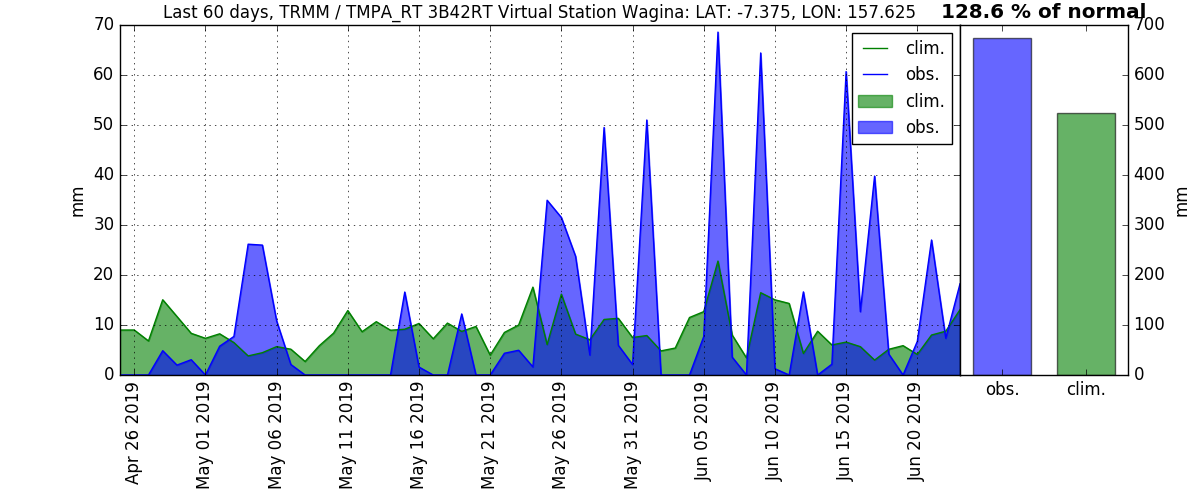 Last 60 days, TRMM / TMPA_RT 3B42RT Virtual Station Wagina: LAT: -7.375, LON: 157.625
128.6 % of normal
70
60
50
40
30
20
10
0
mm
clim.
obs.
clim.
obs.
700
600
500
400
300
200
100
0
mm
Apr 26 2019
May 01 2019
May 06 2019
May 11 2019
May 16 2019
May 21 2019
May 26 2019
May 31 2019
Jun 05 2019
Jun 10 2019
Jun 15 2019
Jun 20 2019
obs.
clim.